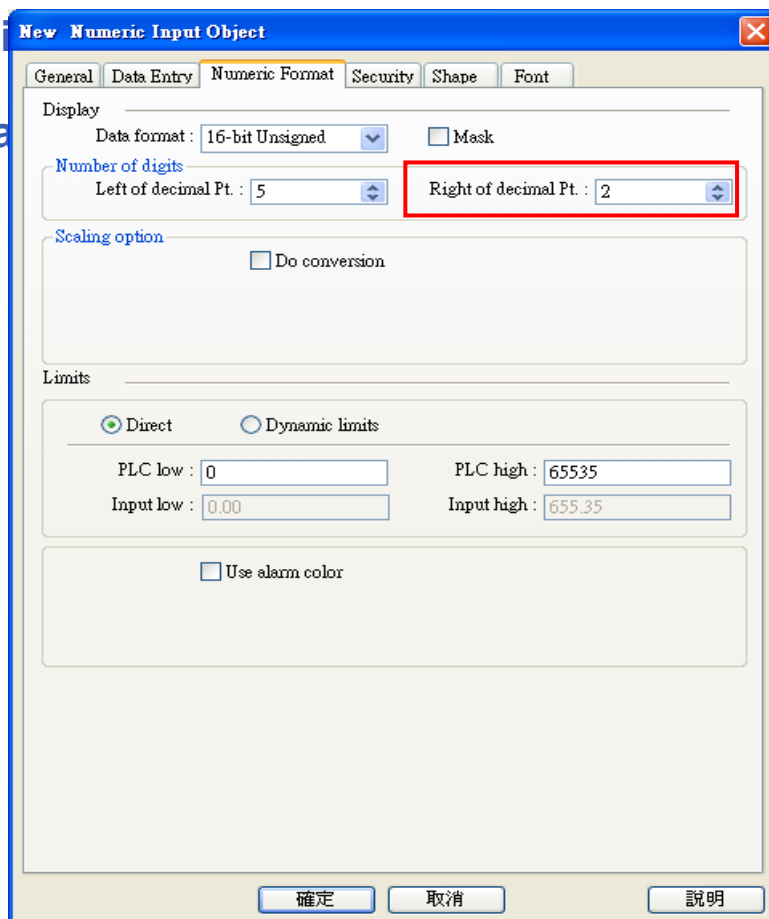 New Numeric Input Object
General Data Entry Numeric Format Security Shape Font
Display
Data format : 16-bit Unsigned Mask
Number of digits
Left of decimal Pt. : 5 Right of decimal Pt. : 2
Scaling option
Do conversion
Limits
Direct Dynamic limits
PLC low : 0 PLC high : 65535
Input low : 0.00 Input high : 655.35
Use alarm color
確定 取消 說明